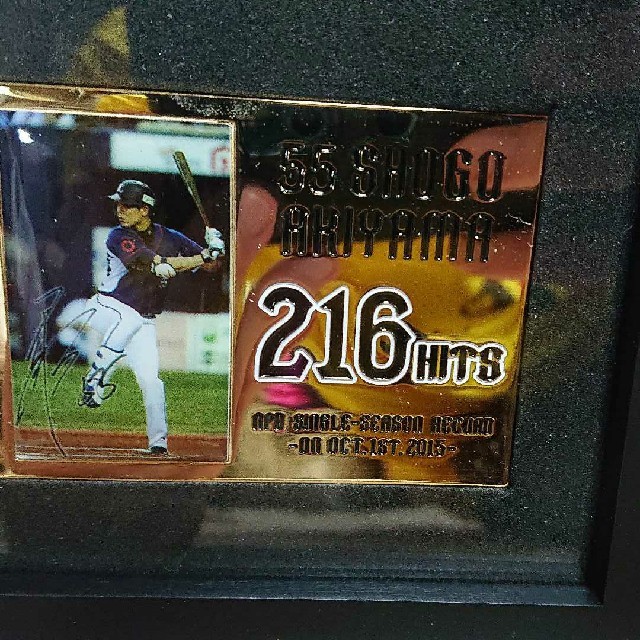 55 SHOGO
AKIYAMA
216 HITS
NPB SINGLE-SEASON RECORD
-ON OCT.1ST.2015-